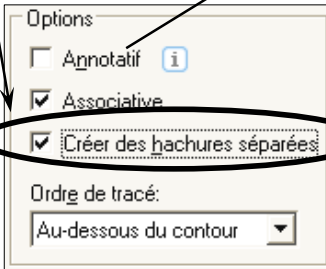 Options
Annotatif
Associative
Créer des hachures séparées
Ordre de tracé:
Au-dessous du contour